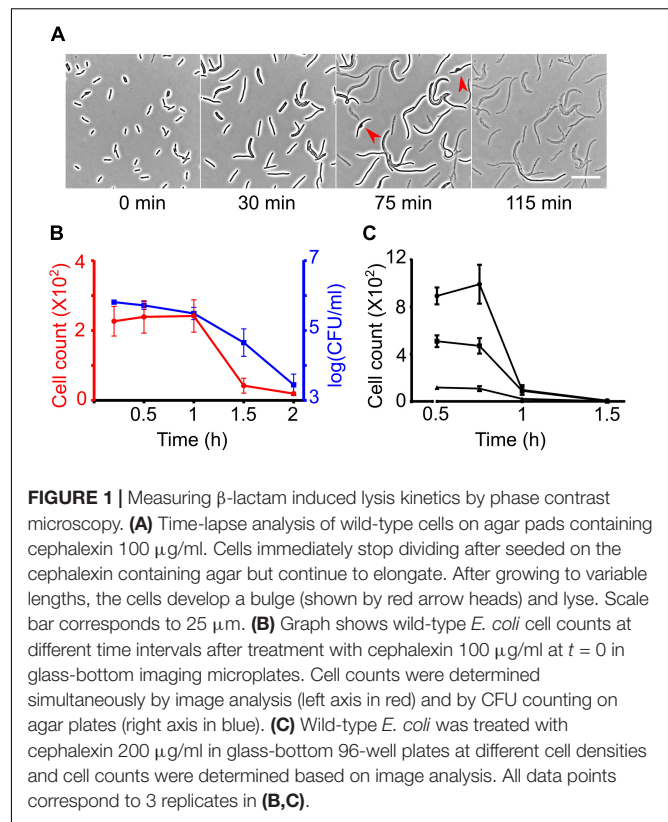 A
0 min 30 min 75 min 115 min
B
C
4
2
0
Cell count (X10²)
7
5
3
log(CFU/ml)
0.5 1 1.5 2
Time (h)
12
8
4
0
Cell count (X10²)
0.5 1 1.5
Time (h)
FIGURE 1 | Measuring β-lactam induced lysis kinetics by phase contrast
microscopy. (A) Time-lapse analysis of wild-type cells on agar pads containing
cephalexin 100 μg/ml. Cells immediately stop dividing after seeded on the
cephalexin containing agar but continue to elongate. After growing to variable
lengths, the cells develop a bulge (shown by red arrow heads) and lyse. Scale
bar corresponds to 25 μm. (B) Graph shows wild-type E. coli cell counts at
different time intervals after treatment with cephalexin 100 μg/ml at t = 0 in
glass-bottom imaging microplates. Cell counts were determined
simultaneously by image analysis (left axis in red) and by CFU counting on
agar plates (right axis in blue). (C) Wild-type E. coli was treated with
cephalexin 200 μg/ml in glass-bottom 96-well plates at different cell densities
and cell counts were determined based on image analysis. All data points
correspond to 3 replicates in (B,C).